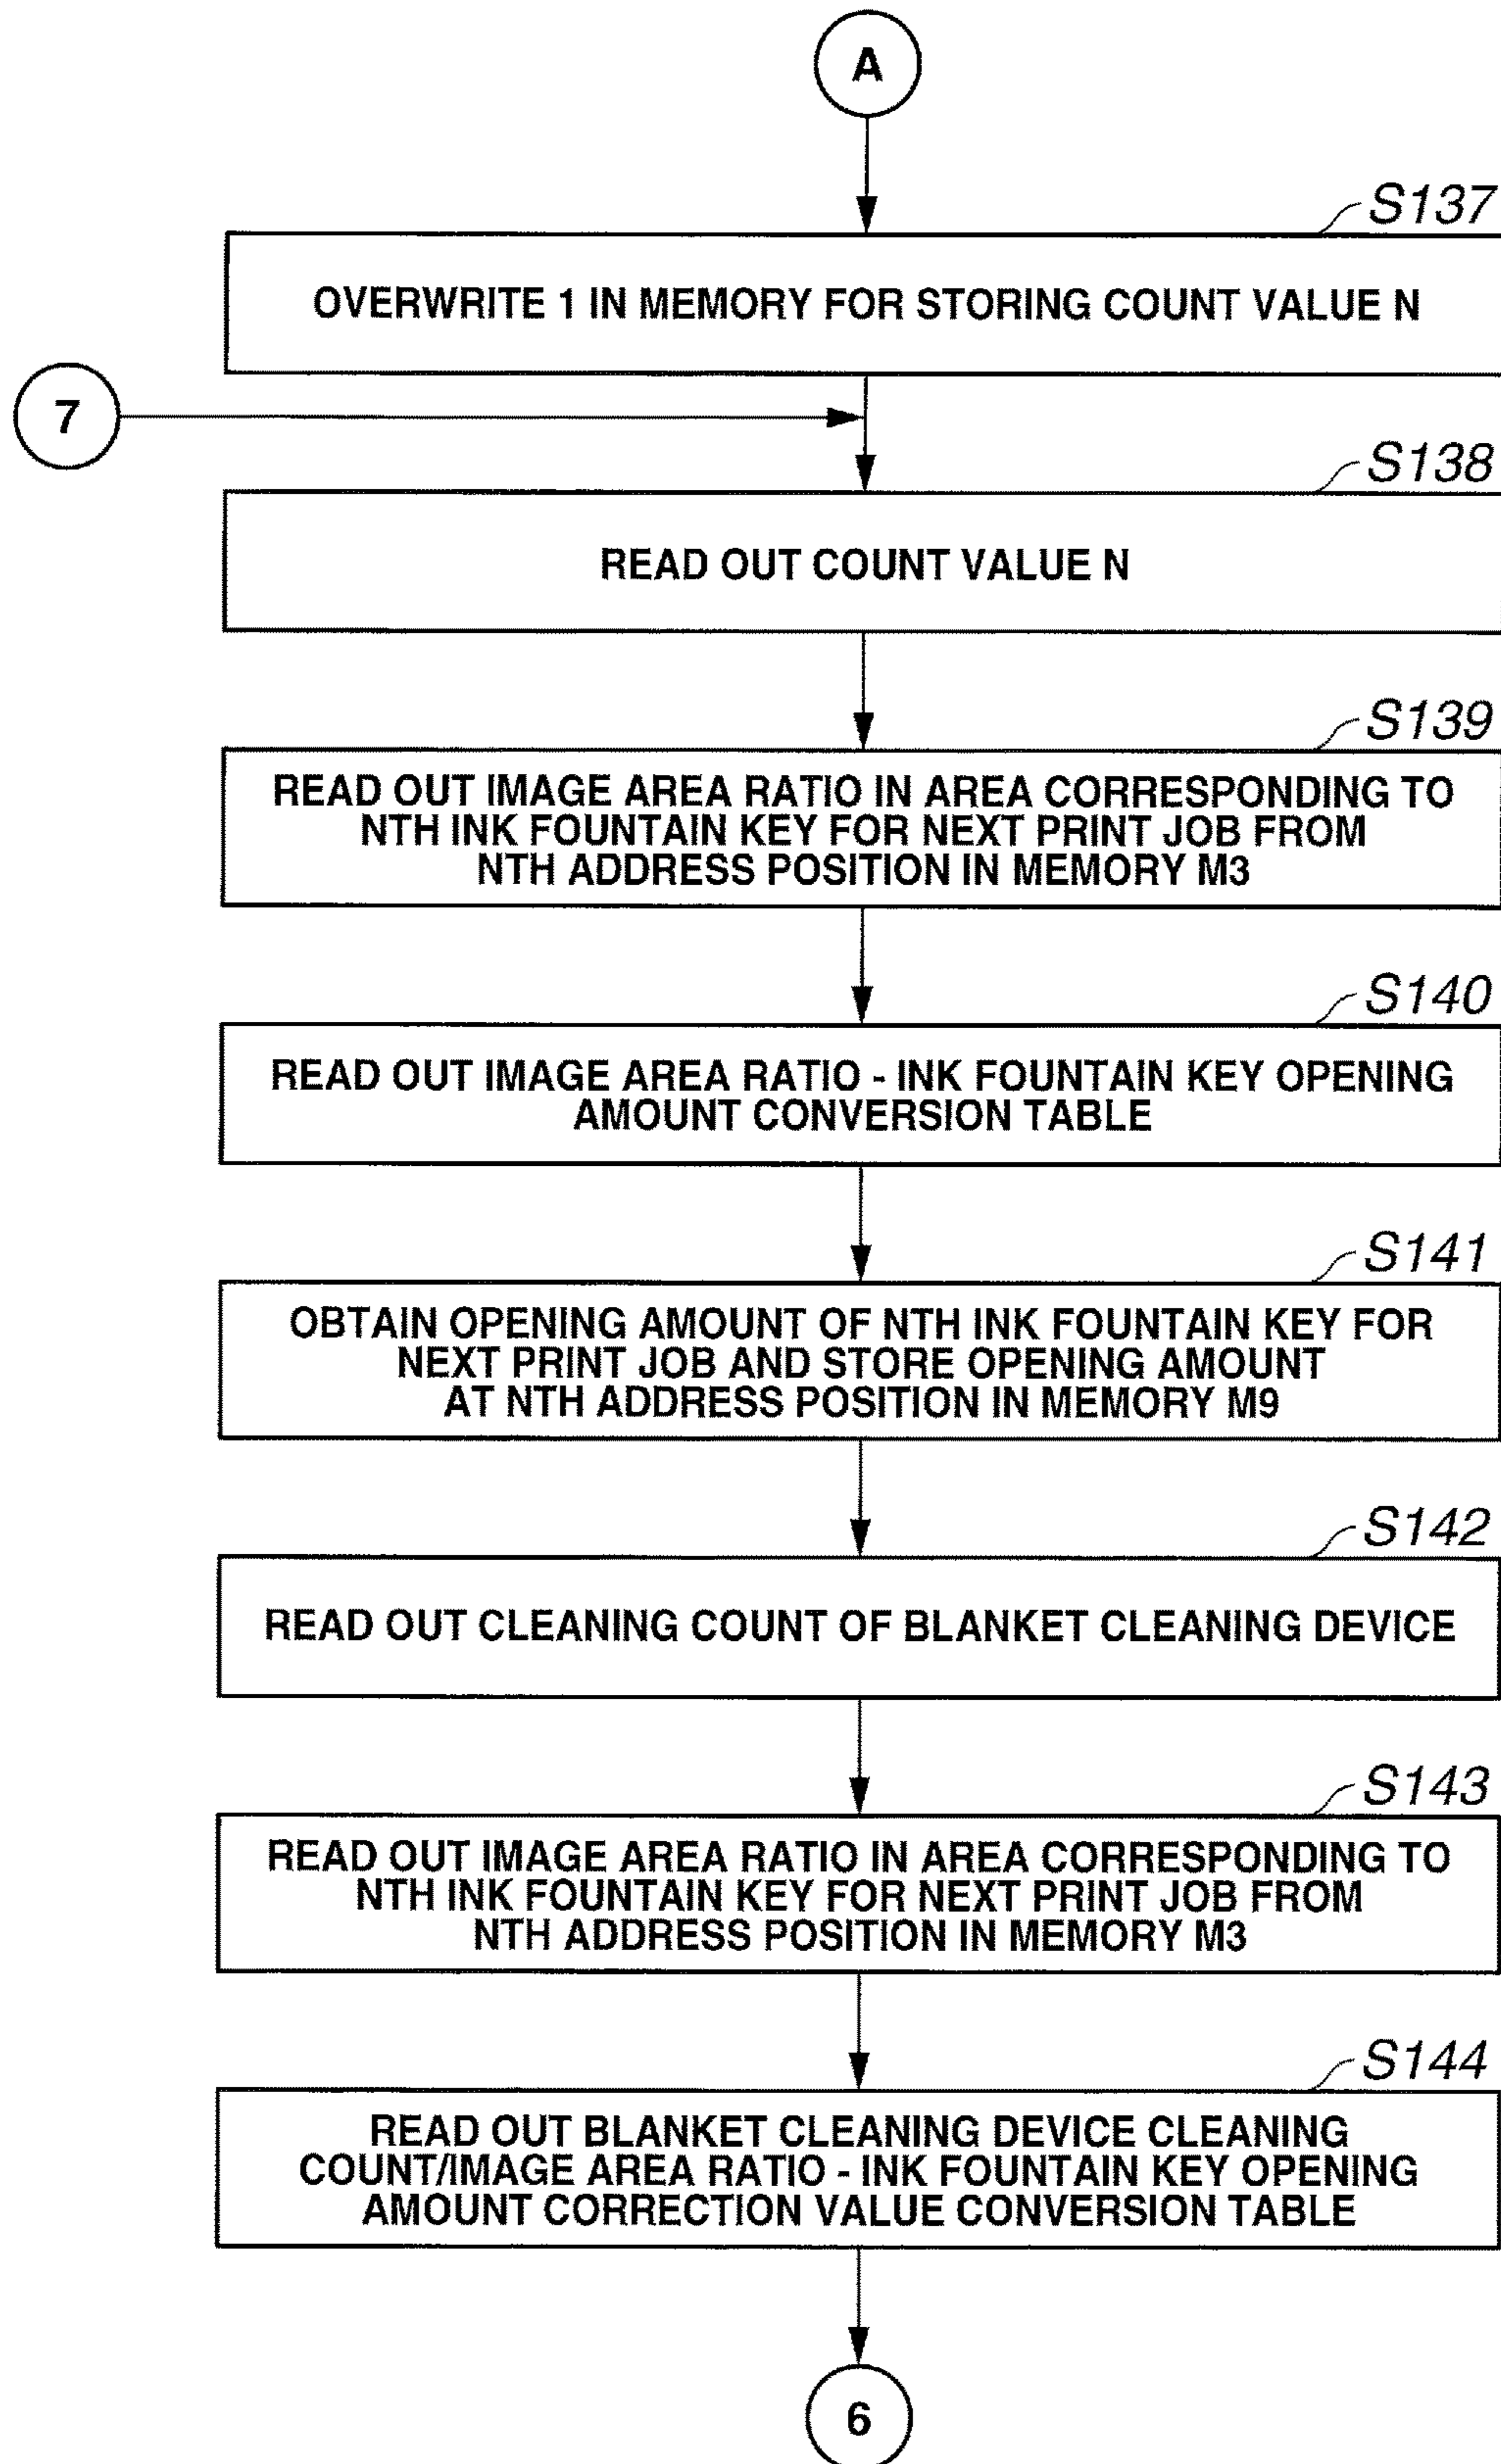 A
S137
OVERWRITE 1 IN MEMORY FOR STORING COUNT VALUE N
7
S138
READ OUT COUNT VALUE N
S139
READ OUT IMAGE AREA RATIO IN AREA CORRESPONDING TO
NTH INK FOUNTAIN KEY FOR NEXT PRINT JOB FROM
NTH ADDRESS POSITION IN MEMORY M3
S140
READ OUT IMAGE AREA RATIO - INK FOUNTAIN KEY OPENING
AMOUNT CONVERSION TABLE
S141
OBTAIN OPENING AMOUNT OF NTH INK FOUNTAIN KEY FOR
NEXT PRINT JOB AND STORE OPENING AMOUNT
AT NTH ADDRESS POSITION IN MEMORY M9
S142
READ OUT CLEANING COUNT OF BLANKET CLEANING DEVICE
S143
READ OUT IMAGE AREA RATIO IN AREA CORRESPONDING TO
NTH INK FOUNTAIN KEY FOR NEXT PRINT JOB FROM
NTH ADDRESS POSITION IN MEMORY M3
S144
READ OUT BLANKET CLEANING DEVICE CLEANING
COUNT/IMAGE AREA RATIO - INK FOUNTAIN KEY OPENING
AMOUNT CORRECTION VALUE CONVERSION TABLE
6